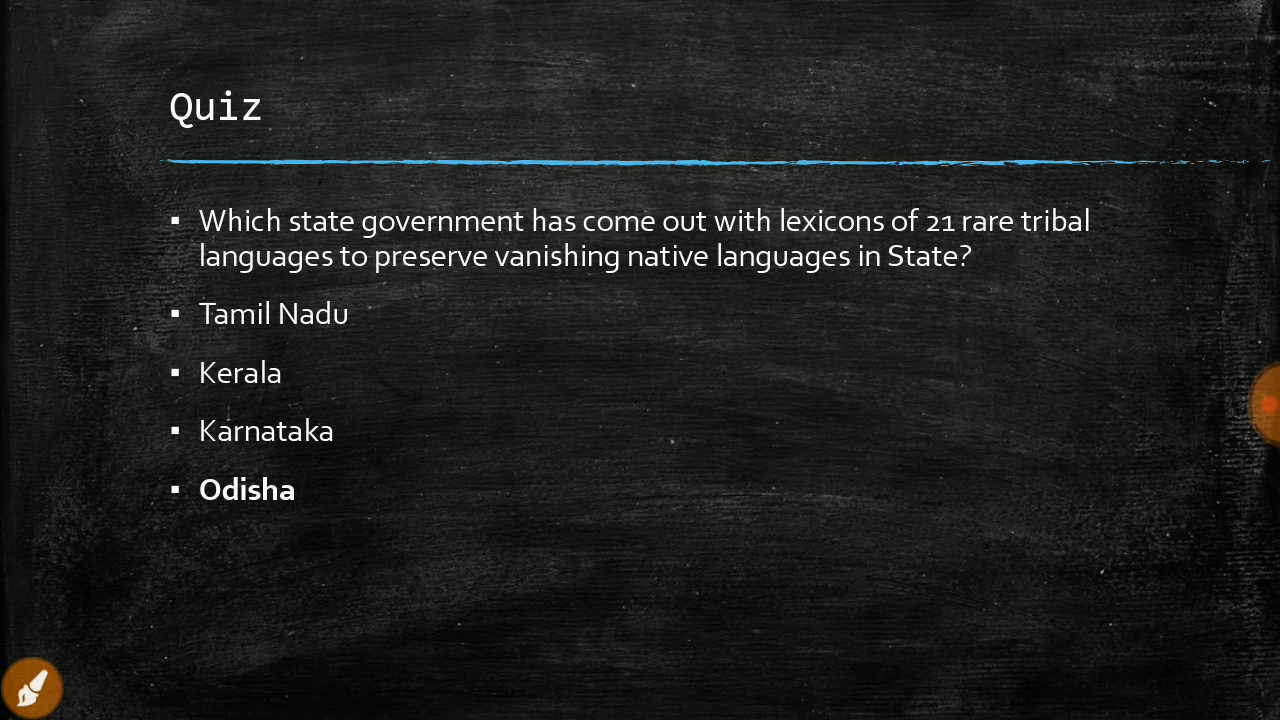 Quiz
▪ Which state government has come out with lexicons of 21 rare tribal
languages to preserve vanishing native languages in State?
▪ Tamil Nadu
▪ Kerala
▪ Karnataka
▪ Odisha